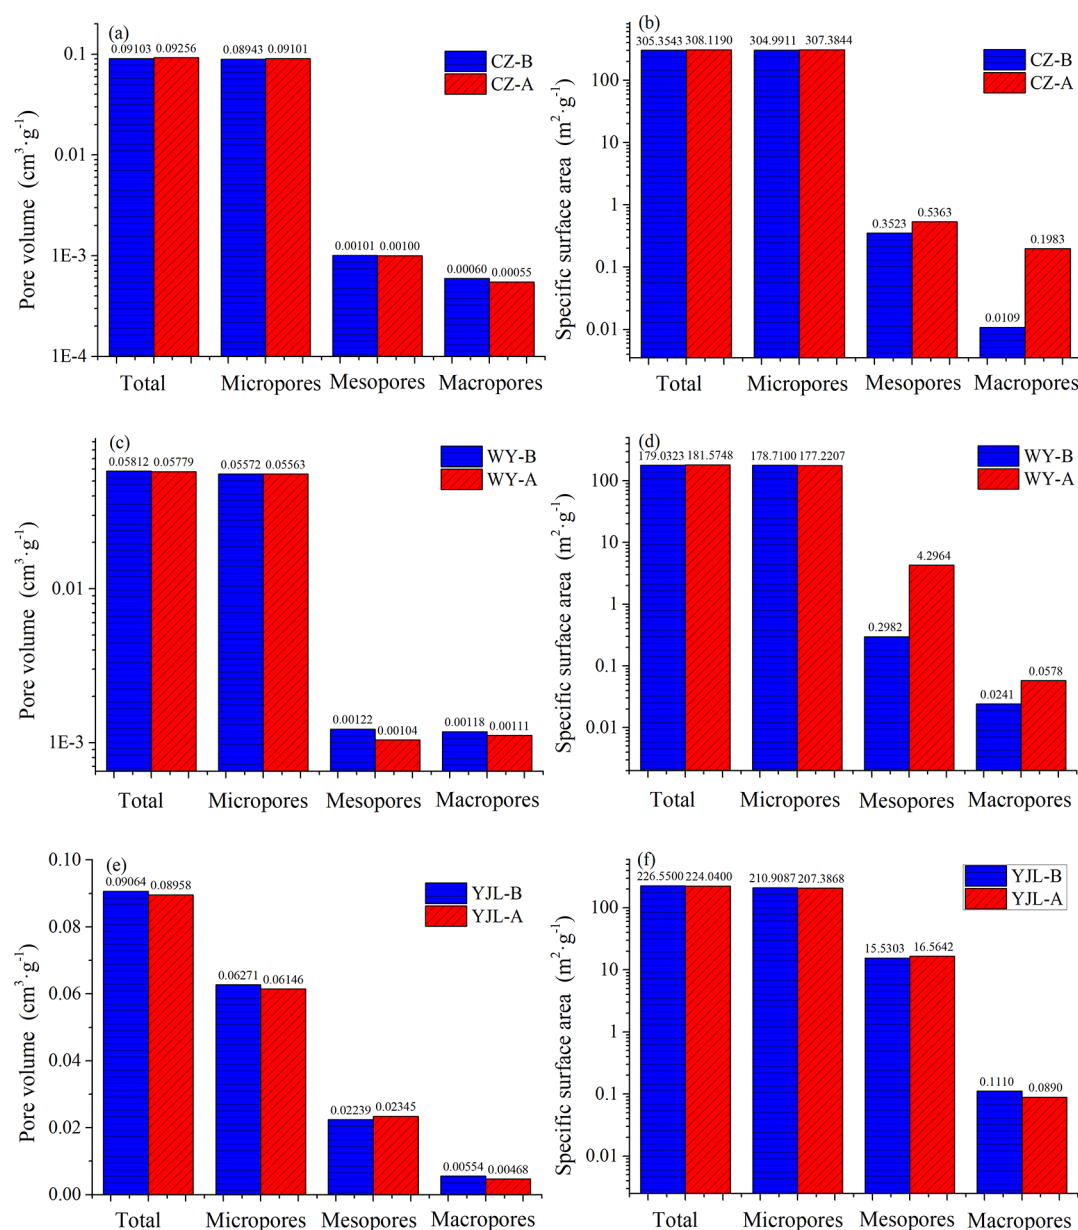 (a)
0.09103 0.09256 0.08943 0.09101
0.1
CZ-B
CZ-A
0.01
0.00101 0.00100
1E-3
0.00060 0.00055
1E-4
Pore volume (cm³·g⁻¹)
Total Micropores Mesopores Macropores
(b)
305.3543 308.1190 304.9911 307.3844
100
CZ-B
CZ-A
10
1
0.3523 0.5363
0.1983
0.1
0.0109
0.01
Specific surface area (m²·g⁻¹)
Total Micropores Mesopores Macropores
(c)
0.05812 0.05779 0.05572 0.05563
WY-B
WY-A
0.01
0.00122 0.00104 0.00118 0.00111
1E-3
Pore volume (cm³·g⁻¹)
Total Micropores Mesopores Macropores
(d)
179.0323 181.5748 178.7100 177.2207
100
WY-B
WY-A
10
4.2964
1
0.2982
0.1
0.0241 0.0578
0.01
Specific surface area (m²·g⁻¹)
Total Micropores Mesopores Macropores
(e)
0.10
0.09064 0.08958
YJL-B
YJL-A
0.08
0.06271 0.06146
0.06
0.04
0.02239 0.02345
0.02
0.00554 0.00468
0.00
Pore volume (cm³·g⁻¹)
Total Micropores Mesopores Macropores
(f)
226.5500 224.0400 210.9087 207.3868
100
YJL-B
YJL-A
15.5303 16.5642
10
1
0.1110 0.0890
0.1
0.01
Specific surface area (m²·g⁻¹)
Total Micropores Mesopores Macropores